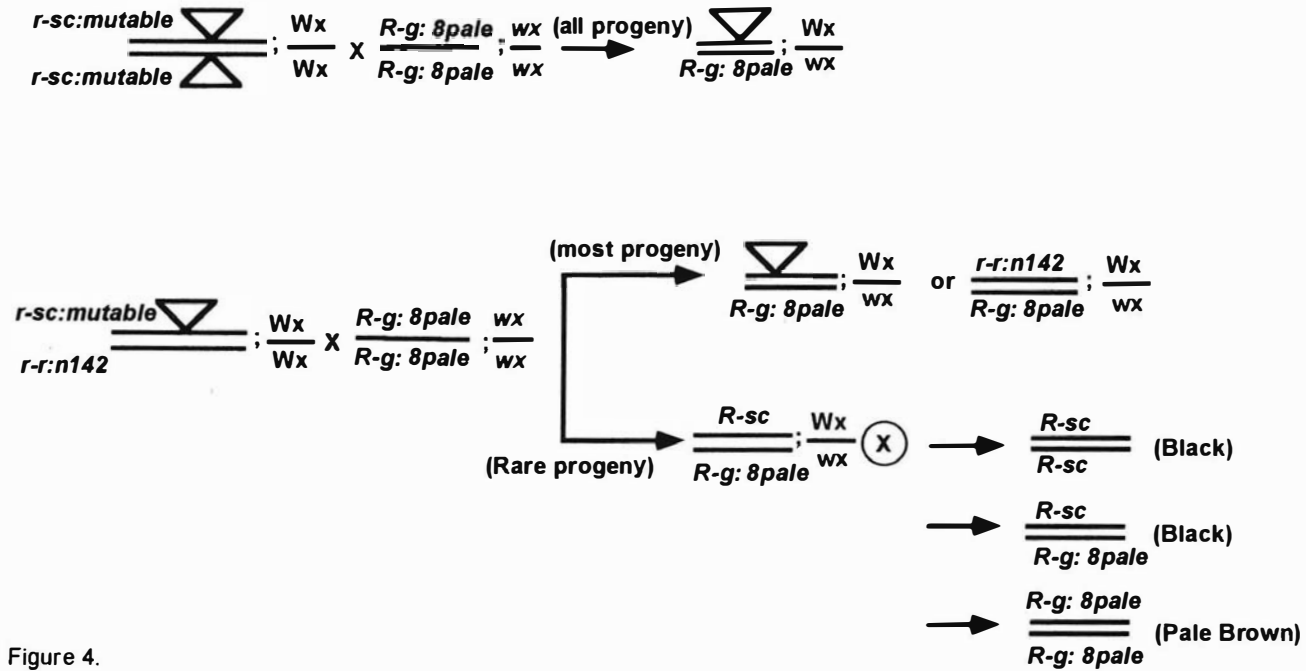 r-sc:mutable
r-sc:mutable
; Wx
Wx
X
R-g: 8pale
R-g: 8pale
; wx
wx
(all progeny)
R-g: 8pale
; Wx
wx
r-sc:mutable
r-r:n142
; Wx
Wx
X
R-g: 8pale
R-g: 8pale
; wx
wx
(most progeny)
R-g: 8pale
; Wx
wx
or
r-r:n142
R-g: 8pale
; Wx
wx
(Rare progeny)
R-sc
R-g: 8pale
; Wx
wx
X
R-sc
R-sc
(Black)
R-sc
R-g: 8pale
(Black)
R-g: 8pale
R-g: 8pale
(Pale Brown)
Figure 4.